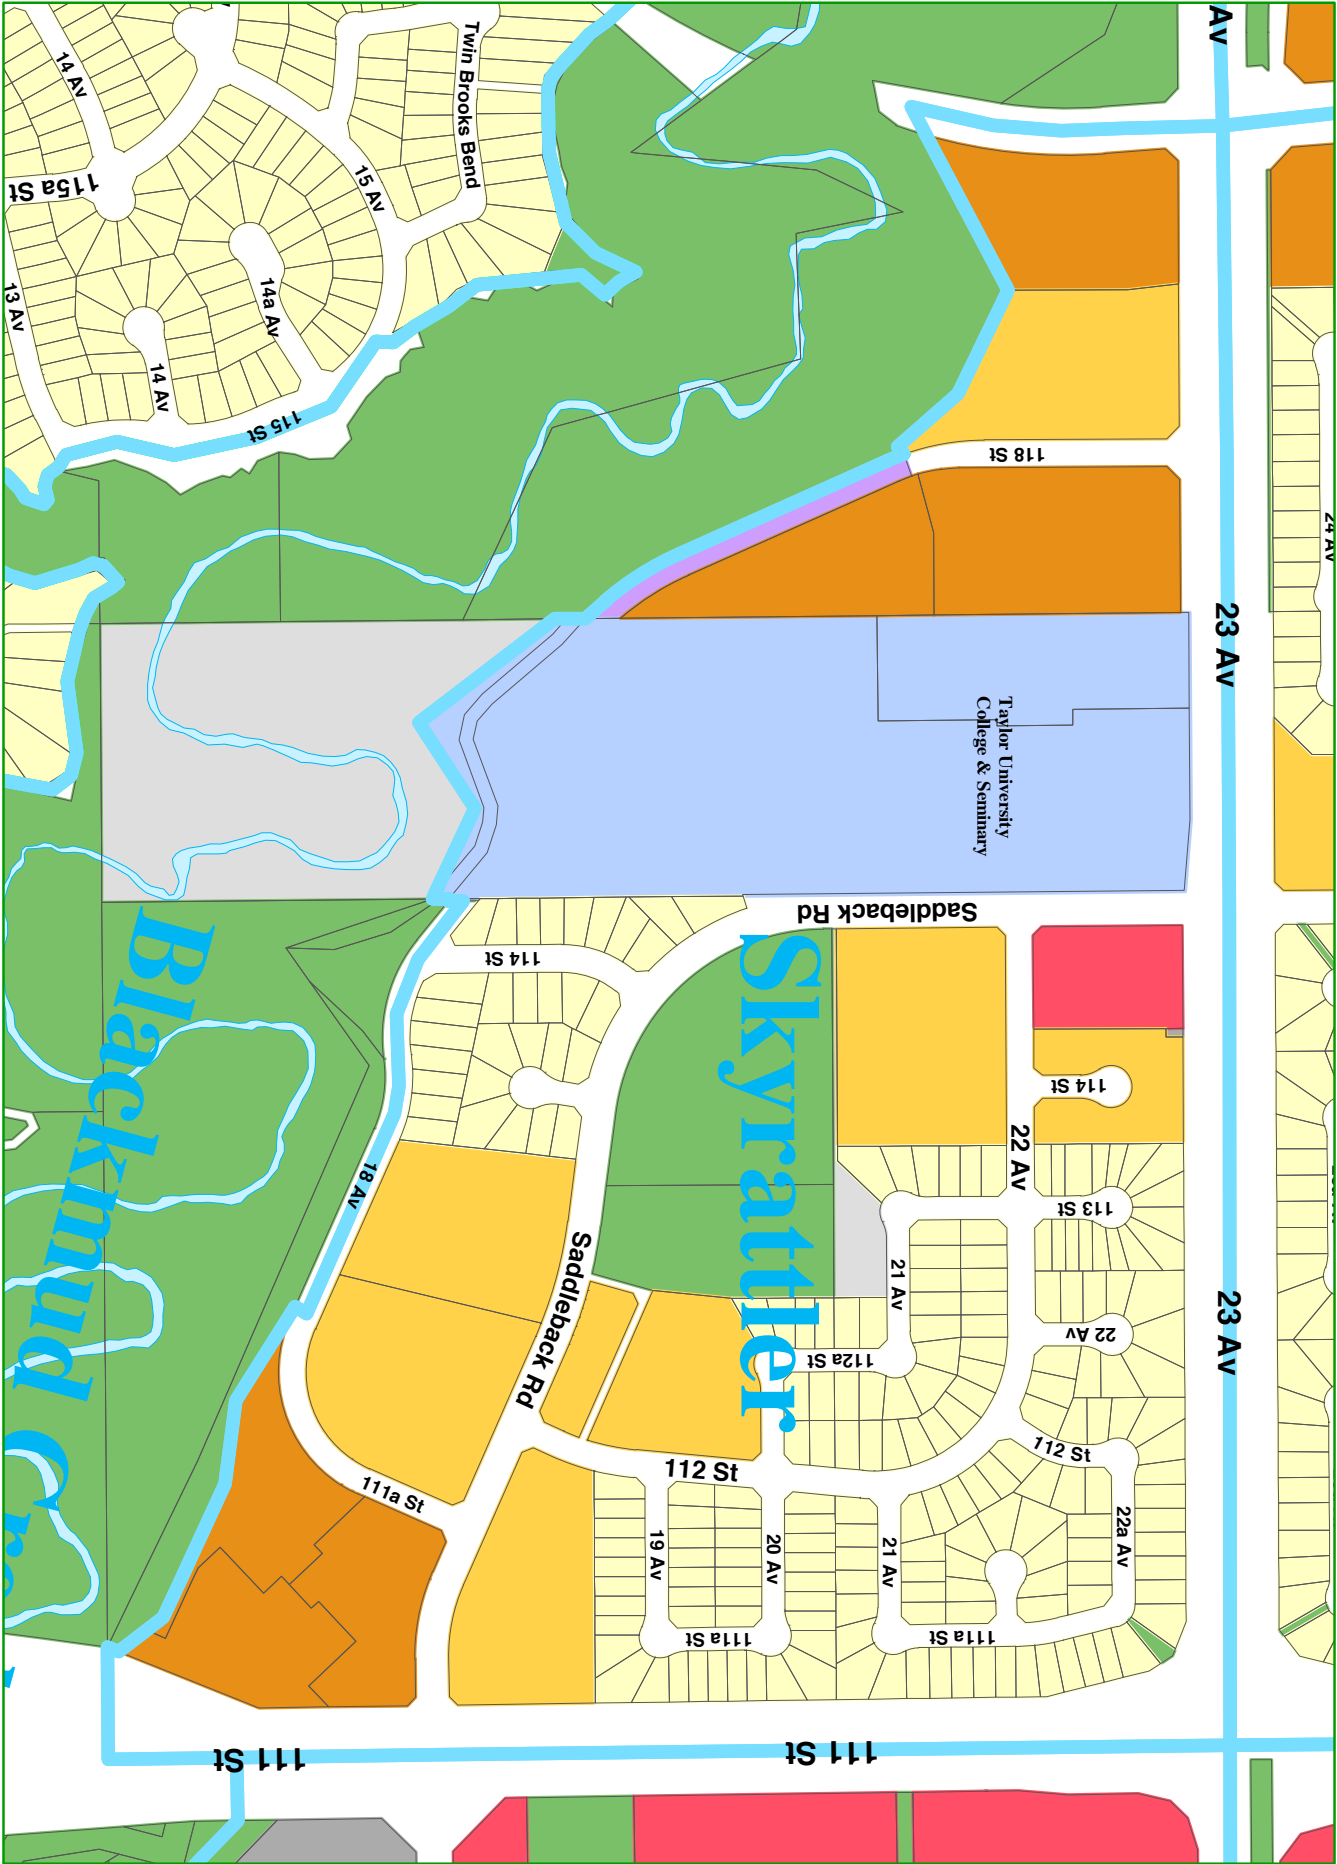 Av
14 Av
Twin Brooks Bend
115a St
15 Av
13 Av
14a Av
14 Av
115 St
118 St
24 Av
23 Av
Taylor University
College & Seminary
Saddleback Rd
114 St
Skyrattler
Blackmud Cre
114 St
22 Av
113 St
18 Av
Saddleback Rd
21 Av
22 Av
23 Av
112a St
112 St
112 St
111a St
19 Av
20 Av
21 Av
22a Av
111a St
111a St
111 St
111 St